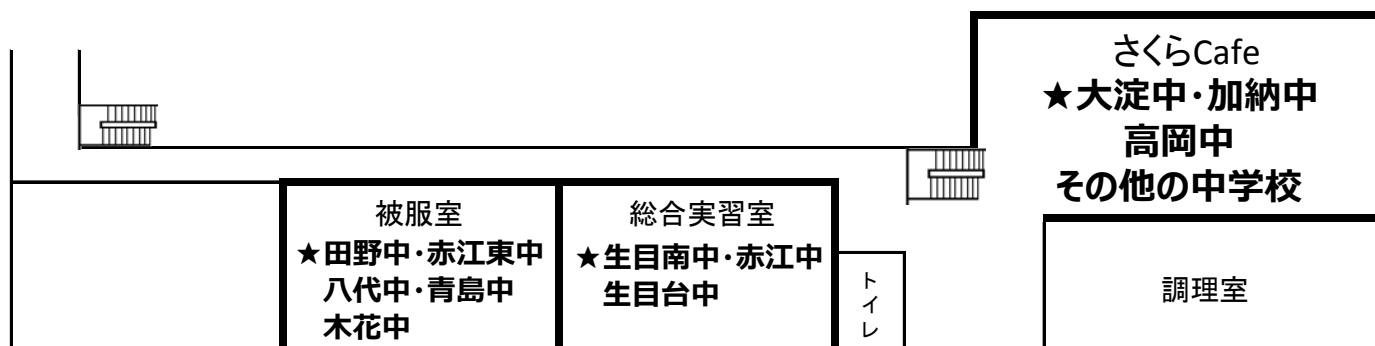 さくらCafe
★大淀中・加納中
高岡中
その他の中学校
被服室
★田野中・赤江東中
八代中・青島中
木花中
総合実習室
★生目南中・赤江中
生目台中
トイレ
調理室